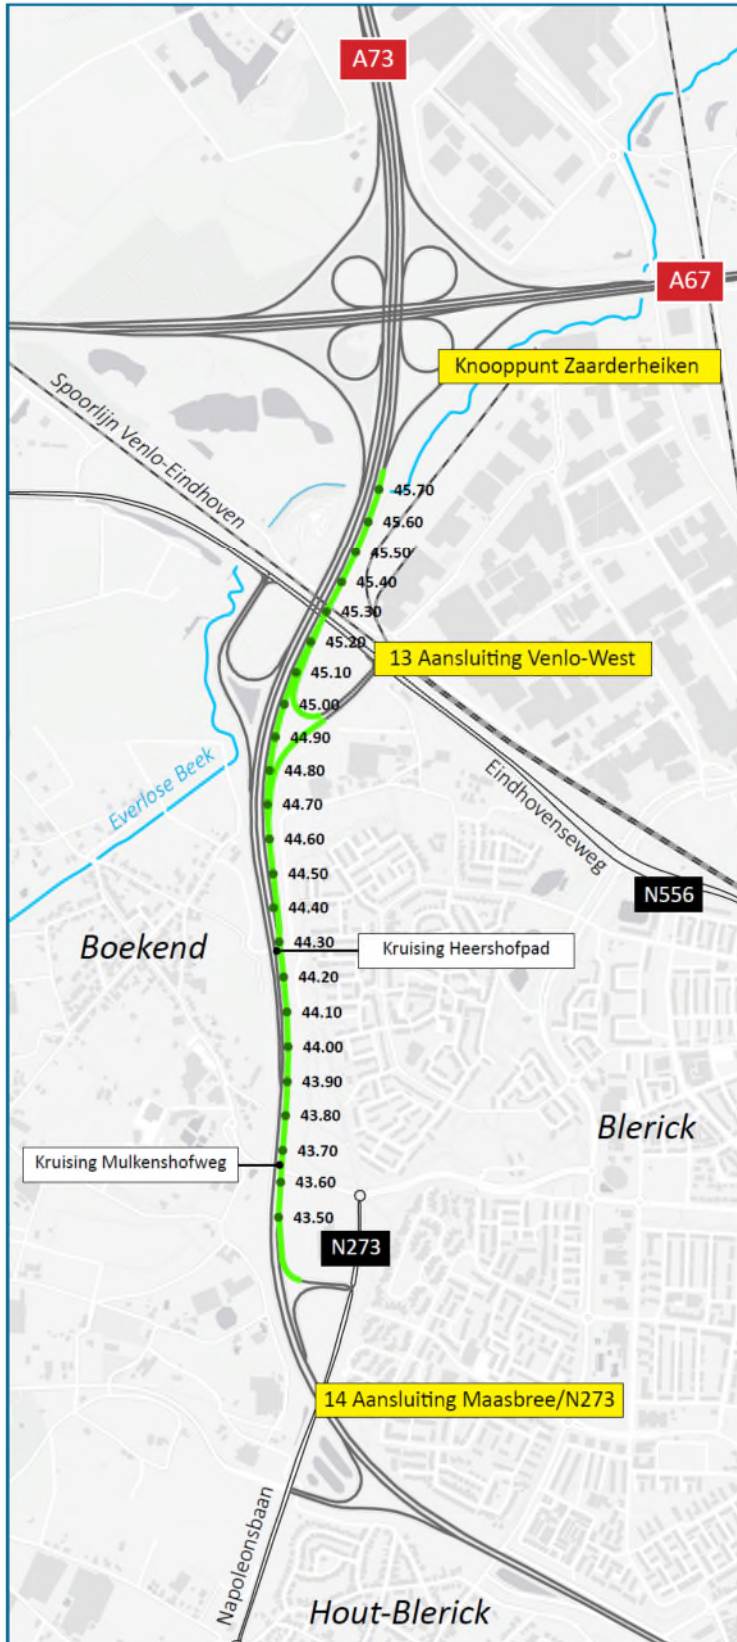 A73
A67
Knooppunt Zaarderheiken
Spoorlijn Venlo-Eindhoven
45.70
45.60
45.50
45.40
45.30
45.20
13 Aansluiting Venlo-West
45.10
45.00
44.90
44.80
Everlose Beek
44.70
Eindhovenseweg
44.60
44.50
N556
44.40
44.30
Boekend
Kruising Heershofpad
44.20
44.10
44.00
43.90
43.80
Blerick
43.70
Kruising Mulkenshofweg
43.60
43.50
N273
14 Aansluiting Maasbree/N273
Napoleonsbaan
Hout-Blerick